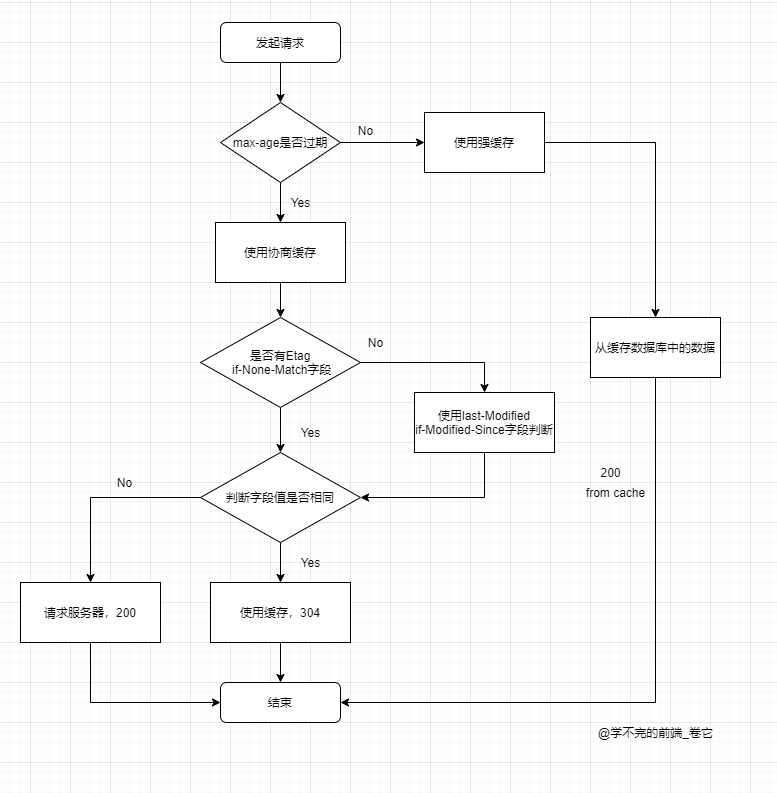 发起请求
max-age是否过期
No
使用强缓存
Yes
使用协商缓存
是否有Etag
if-None-Match字段
No
从缓存数据库中的数据
使用last-Modified
if-Modified-Since字段判断
Yes
判断字段值是否相同
No
200
from cache
Yes
请求服务器，200
使用缓存，304
结束
@学不完的前端_卷它